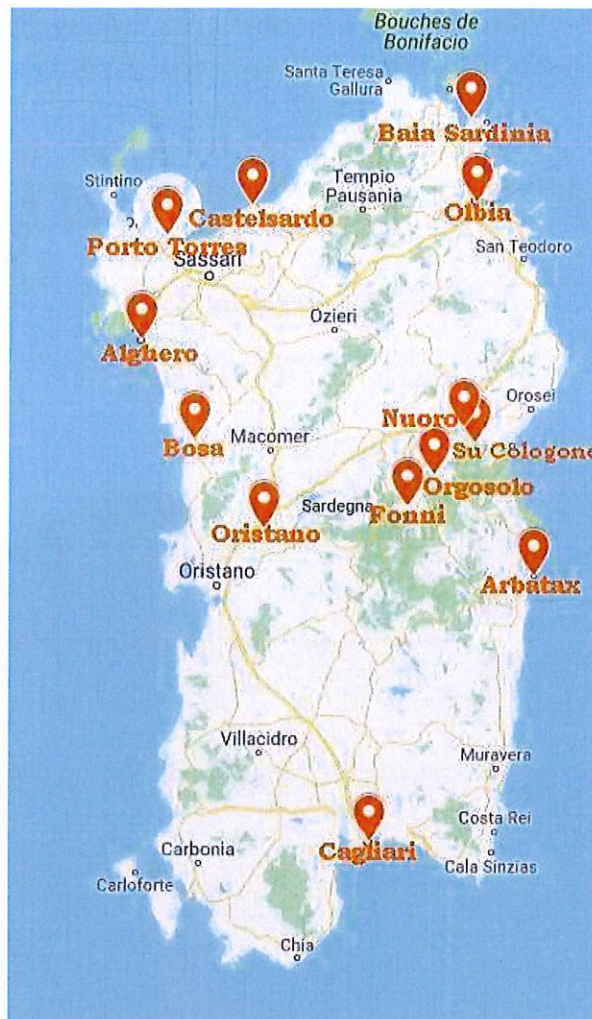 Bouches de
Bonifacio
Santa Teresa
Gallura
Baia Sardinia
Stintino
Castelsardo
Tempio
Pausania
Olbia
Porto Torres
San Teodoro
Sassari
Ozieri
Alghero
Orosei
Nuoro
Bosa
Macomer
Su Cologone
Orgosolo
Sardegna
Fonni
Oristano
Arbatax
Oristano
Villacidro
Muravera
Costa Rei
Cagliari
Carbonia
Cala Sinzias
Carloforte
Chia